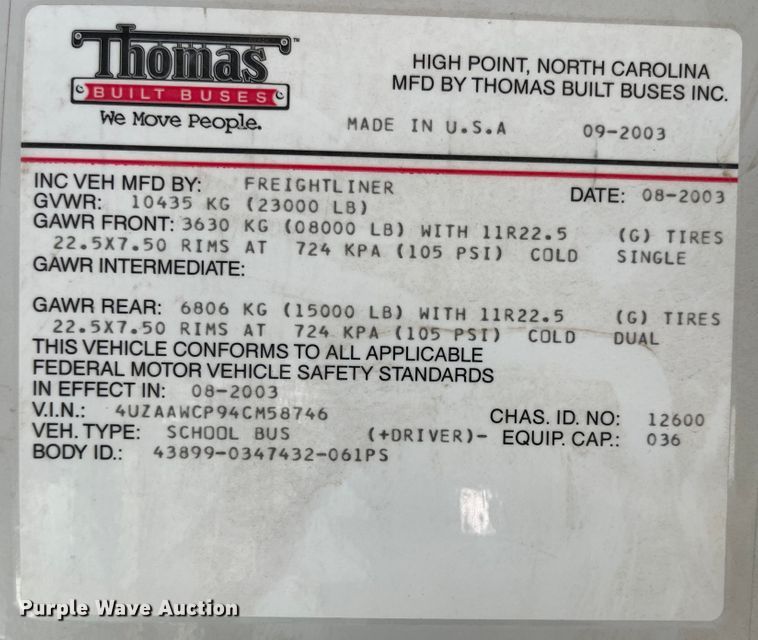 Thomas™
BUILT BUSES
We Move People.
HIGH POINT, NORTH CAROLINA
MFD BY THOMAS BUILT BUSES INC.
MADE IN U.S.A 09-2003
INC VEH MFD BY: FREIGHTLINER DATE: 08-2003
GVWR: 10435 KG (23000 LB)
GAWR FRONT: 3630 KG (08000 LB) WITH 11R22.5 (G) TIRES
22.5X7.50 RIMS AT 724 KPA (105 PSI) COLD SINGLE
GAWR INTERMEDIATE:
GAWR REAR: 6806 KG (15000 LB) WITH 11R22.5 (G) TIRES
22.5X7.50 RIMS AT 724 KPA (105 PSI) COLD DUAL
THIS VEHICLE CONFORMS TO ALL APPLICABLE
FEDERAL MOTOR VEHICLE SAFETY STANDARDS
IN EFFECT IN: 08-2003
V.I.N.: 4UZAAWCP94CM58746 CHAS. ID. NO: 12600
VEH. TYPE: SCHOOL BUS (+DRIVER)- EQUIP. CAP.: 036
BODY ID.: 43899-0347432-061PS
Purple Wave Auction